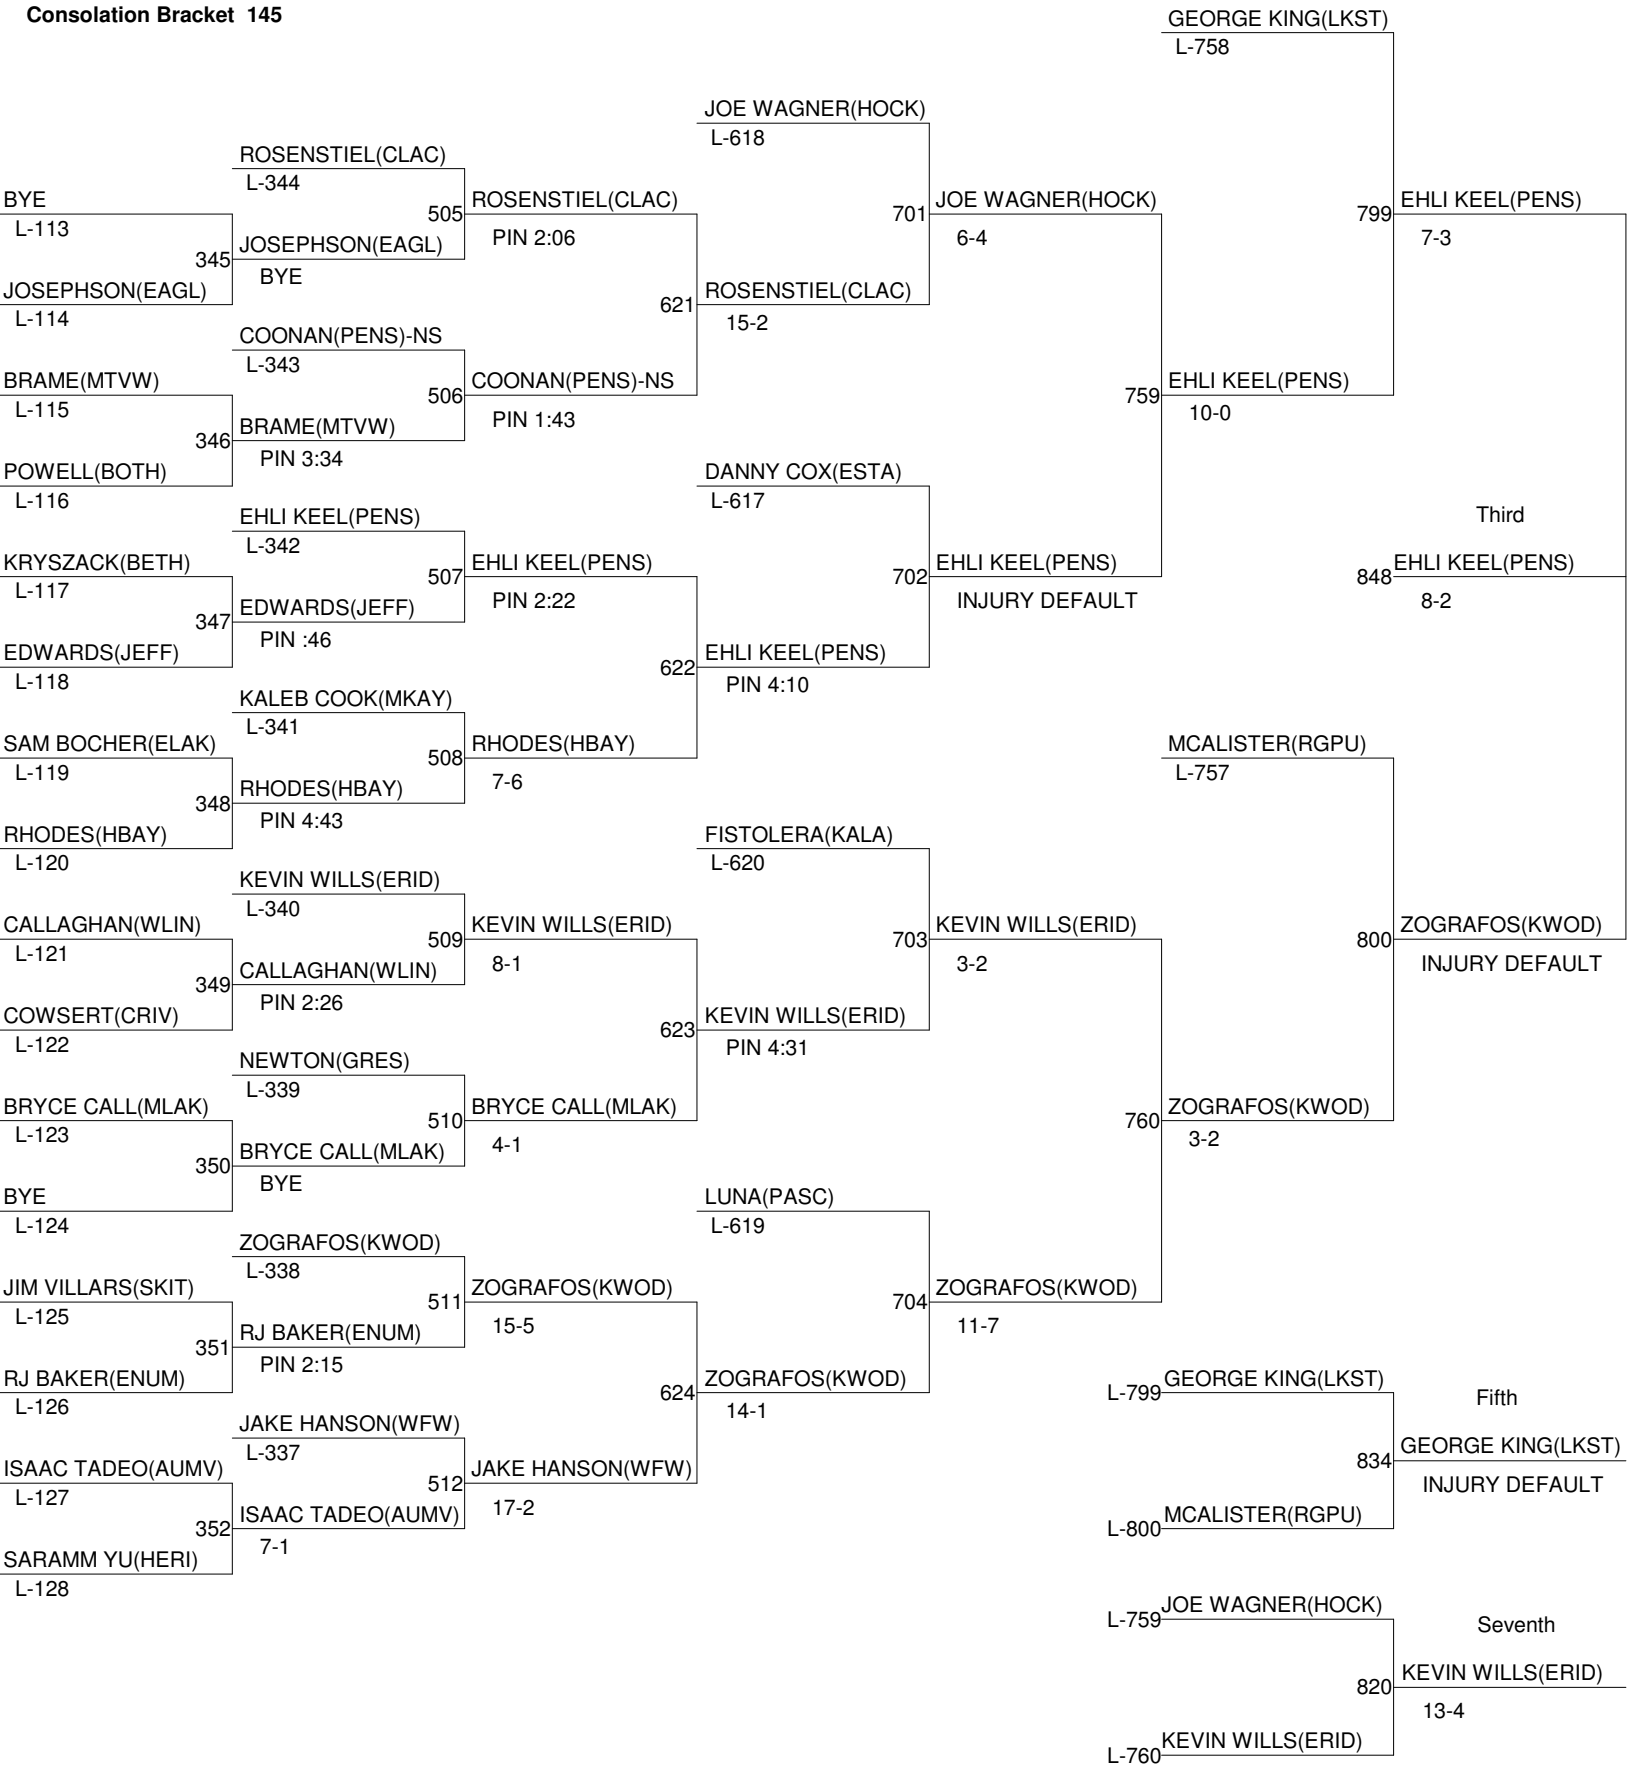 Consolation Bracket 145
BYE
L-113
JOSEPHSON(EAGL)
L-114
BRAME(MTVW)
L-115
POWELL(BOTH)
L-116
KRYSZACK(BETH)
L-117
EDWARDS(JEFF)
L-118
SAM BOCHER(ELAK)
L-119
RHODES(HBAY)
L-120
CALLAGHAN(WLIN)
L-121
COWSERT(CRIV)
L-122
BRYCE CALL(MLAK)
L-123
BYE
L-124
JIM VILLARS(SKIT)
L-125
RJ BAKER(ENUM)
L-126
ISAAC TADEO(AUMV)
L-127
SARAMM YU(HERI)
L-128
ROSENSTIEL(CLAC)
L-344
345
JOSEPHSON(EAGL)
BYE
COONAN(PENS)-NS
L-343
346
BRAME(MTVW)
PIN 3:34
EHLI KEEL(PENS)
L-342
347
EDWARDS(JEFF)
PIN :46
KALEB COOK(MKAY)
L-341
348
RHODES(HBAY)
PIN 4:43
KEVIN WILLS(ERID)
L-340
349
CALLAGHAN(WLIN)
PIN 2:26
NEWTON(GRES)
L-339
350
BRYCE CALL(MLAK)
BYE
ZOGRAFOS(KWOD)
L-338
351
RJ BAKER(ENUM)
PIN 2:15
JAKE HANSON(WFW)
L-337
352
ISAAC TADEO(AUMV)
7-1
505
ROSENSTIEL(CLAC)
PIN 2:06
506
COONAN(PENS)-NS
PIN 1:43
507
EHLI KEEL(PENS)
PIN 2:22
508
RHODES(HBAY)
7-6
509
KEVIN WILLS(ERID)
8-1
510
BRYCE CALL(MLAK)
4-1
511
ZOGRAFOS(KWOD)
15-5
512
JAKE HANSON(WFW)
17-2
JOE WAGNER(HOCK)
L-618
621
ROSENSTIEL(CLAC)
15-2
DANNY COX(ESTA)
L-617
622
EHLI KEEL(PENS)
PIN 4:10
FISTOLERA(KALA)
L-620
623
KEVIN WILLS(ERID)
PIN 4:31
LUNA(PASC)
L-619
624
ZOGRAFOS(KWOD)
14-1
701
JOE WAGNER(HOCK)
6-4
702
EHLI KEEL(PENS)
INJURY DEFAULT
703
KEVIN WILLS(ERID)
3-2
704
ZOGRAFOS(KWOD)
11-7
GEORGE KING(LKST)
L-758
759
EHLI KEEL(PENS)
10-0
MCALISTER(RGPU)
L-757
760
ZOGRAFOS(KWOD)
3-2
799
EHLI KEEL(PENS)
7-3
Third
848
EHLI KEEL(PENS)
8-2
800
ZOGRAFOS(KWOD)
INJURY DEFAULT
L-799
GEORGE KING(LKST)
Fifth
834
GEORGE KING(LKST)
INJURY DEFAULT
L-800
MCALISTER(RGPU)
L-759
JOE WAGNER(HOCK)
Seventh
820
KEVIN WILLS(ERID)
13-4
L-760
KEVIN WILLS(ERID)